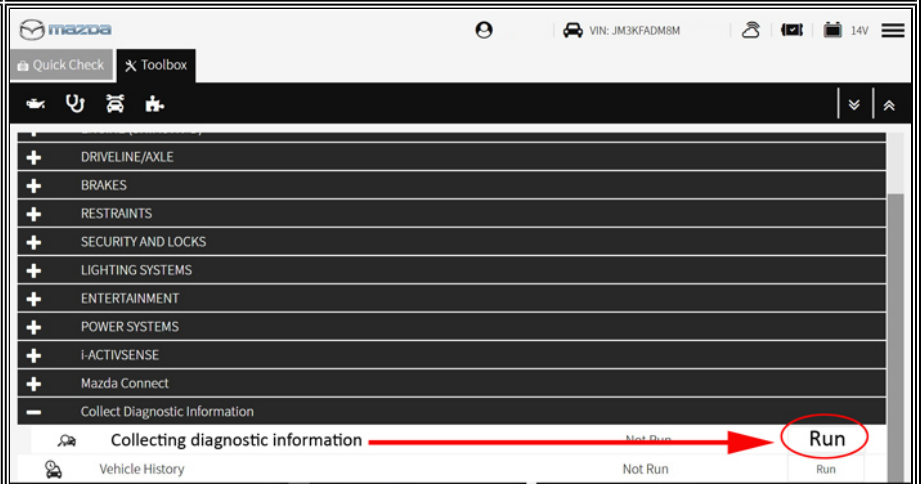 mazda
VIN: JM3KFADM8M
14V
Quick Check
Toolbox
DRIVELINE/AXLE
BRAKES
RESTRAINTS
SECURITY AND LOCKS
LIGHTING SYSTEMS
ENTERTAINMENT
POWER SYSTEMS
i-ACTIVSENSE
Mazda Connect
Collect Diagnostic Information
Collecting diagnostic information Not Run Run
Vehicle History Not Run Run